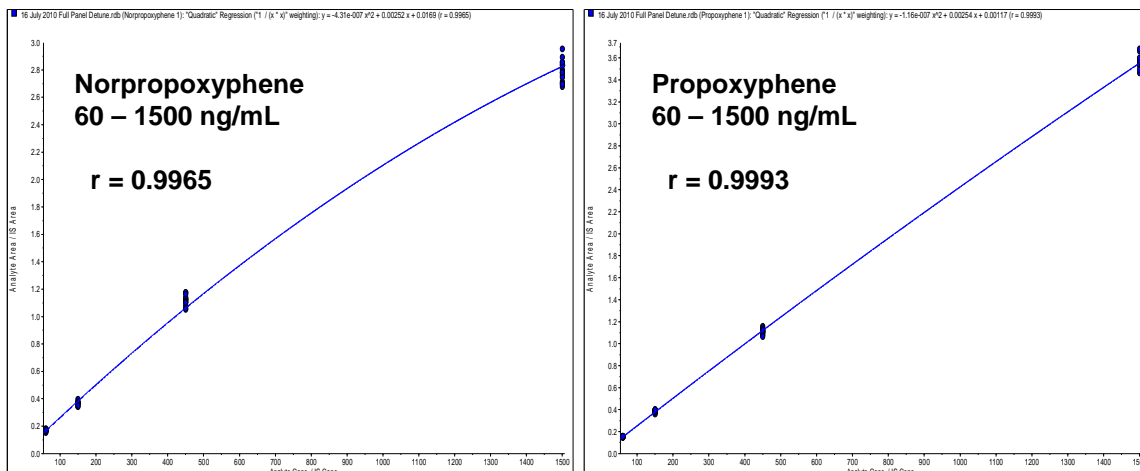 16 July 2010 Full Panel Detune.rdb (Norpropoxyphene 1): "Quadratic" Regression ("1 / (x * x)" weighting): y = -4.31e-007 x^2 + 0.00252 x + 0.0169 (r = 0.9965)
Norpropoxyphene
60 – 1500 ng/mL
r = 0.9965
Analyte Area / IS Area
3.0
2.8
2.6
2.4
2.2
2.0
1.8
1.6
1.4
1.2
1.0
0.8
0.6
0.4
0.2
0.0
100 200 300 400 500 600 700 800 900 1000 1100 1200 1300 1400 1500
Analyte Conc. / IS Conc.
16 July 2010 Full Panel Detune.rdb (Propoxyphene 1): "Quadratic" Regression ("1 / (x * x)" weighting): y = -1.16e-007 x^2 + 0.00254 x + 0.00117 (r = 0.9993)
Propoxyphene
60 – 1500 ng/mL
r = 0.9993
Analyte Area / IS Area
3.7
3.6
3.4
3.2
3.0
2.8
2.6
2.4
2.2
2.0
1.8
1.6
1.4
1.2
1.0
0.8
0.6
0.4
0.2
0.0
100 200 300 400 500 600 700 800 900 1000 1100 1200 1300 1400
Analyte Conc. / IS Conc.